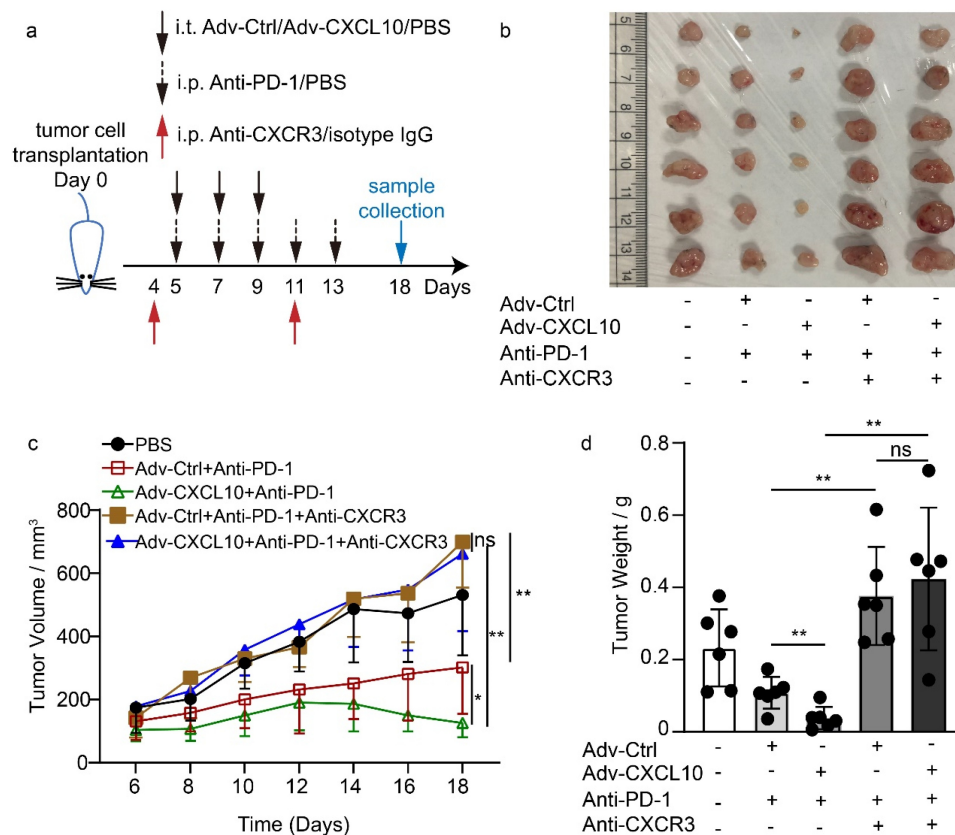 a
i.t. Adv-Ctrl/Adv-CXCL10/PBS
i.p. Anti-PD-1/PBS
i.p. Anti-CXCR3/isotype IgG
tumor cell
transplantation
Day 0
sample
collection
4 5 7 9 11 13 18 Days
b
5
6
7
8
9
10
11
12
13
14
Adv-Ctrl - + - + -
Adv-CXCL10 - - + - +
Anti-PD-1 - + + + +
Anti-CXCR3 - - - + +
c
PBS
Adv-Ctrl+Anti-PD-1
Adv-CXCL10+Anti-PD-1
Adv-Ctrl+Anti-PD-1+Anti-CXCR3
Adv-CXCL10+Anti-PD-1+Anti-CXCR3
Tumor Volume / mm³
800
600
400
200
0
6 8 10 12 14 16 18
Time (Days)
ns
**
**
*
d
Tumor Weight / g
0.8
0.6
0.4
0.2
0
**
ns
**
**
Adv-Ctrl - + - + -
Adv-CXCL10 - - + - +
Anti-PD-1 - + + + +
Anti-CXCR3 - - - + +